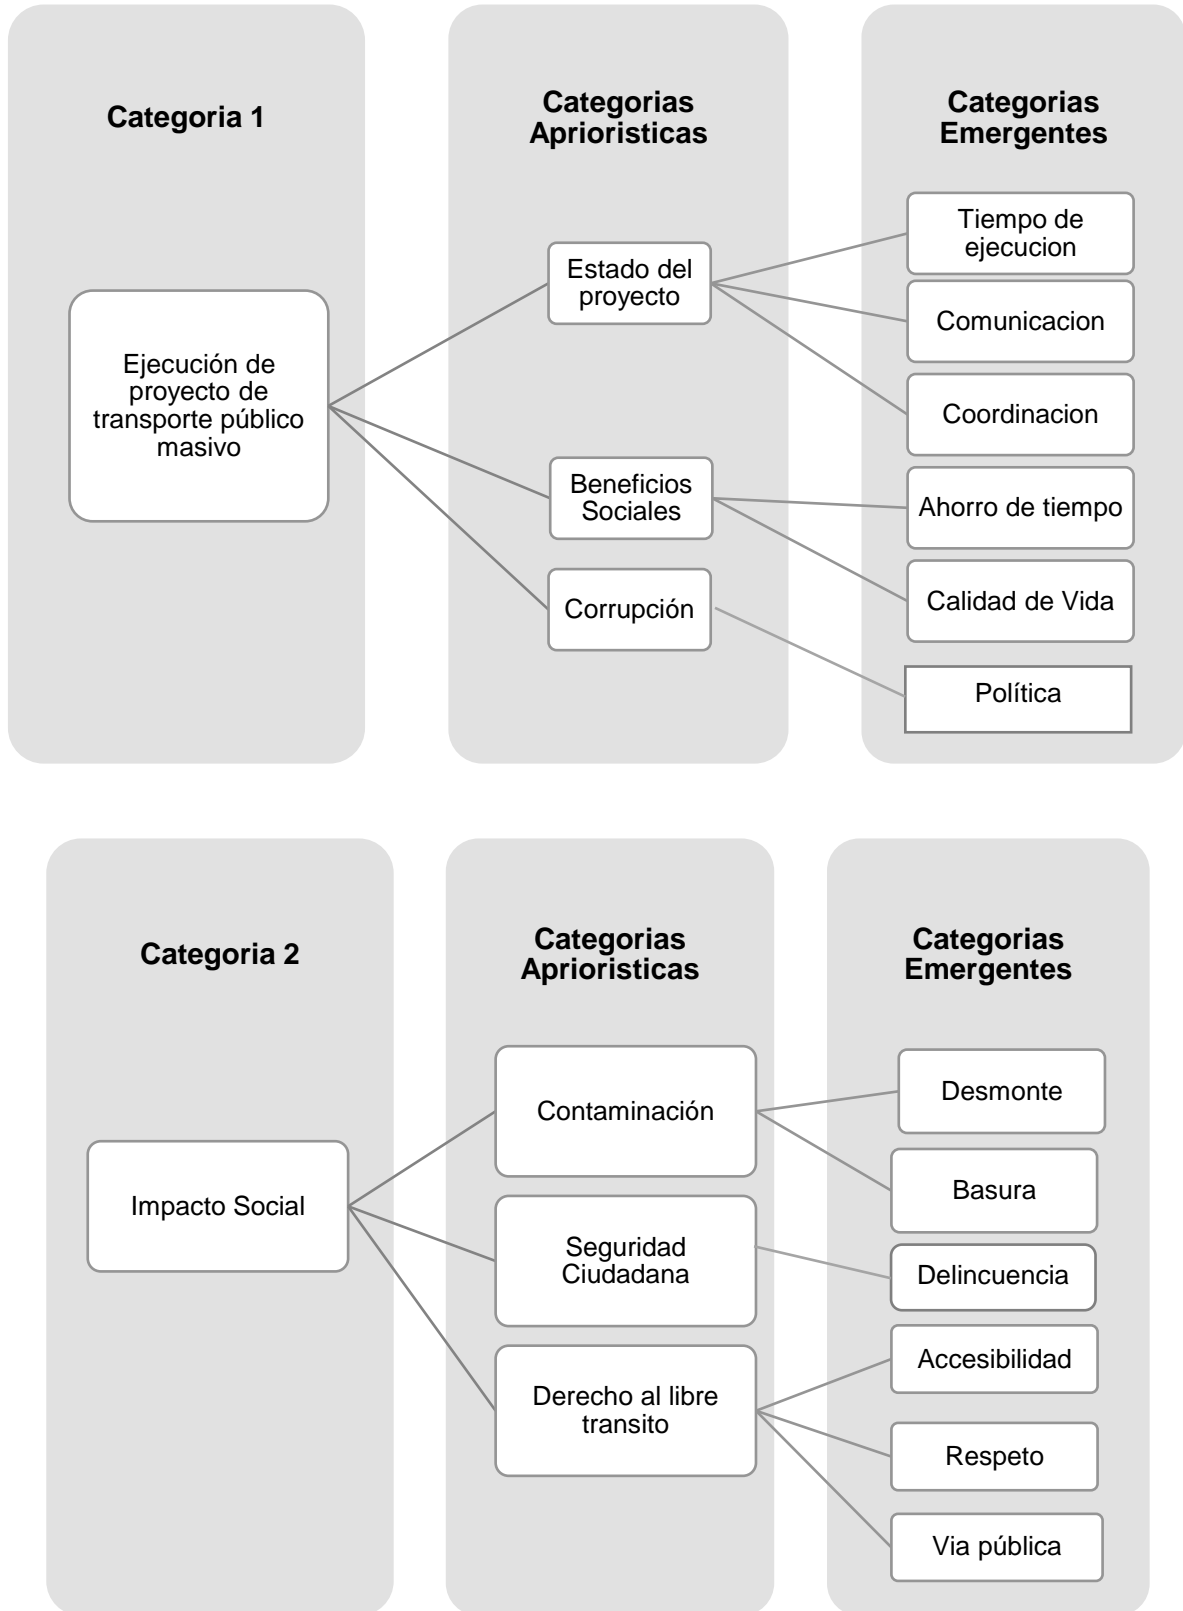 Categoria 1
Categorias
Aprioristicas
Categorias
Emergentes
Ejecución de
proyecto de
transporte público
masivo
Estado del
proyecto
Beneficios
Sociales
Corrupción
Tiempo de
ejecucion
Comunicacion
Coordinacion
Ahorro de tiempo
Calidad de Vida
Política
Categoria 2
Categorias
Aprioristicas
Categorias
Emergentes
Impacto Social
Contaminación
Seguridad
Ciudadana
Derecho al libre
transito
Desmonte
Basura
Delincuencia
Accesibilidad
Respeto
Via pública